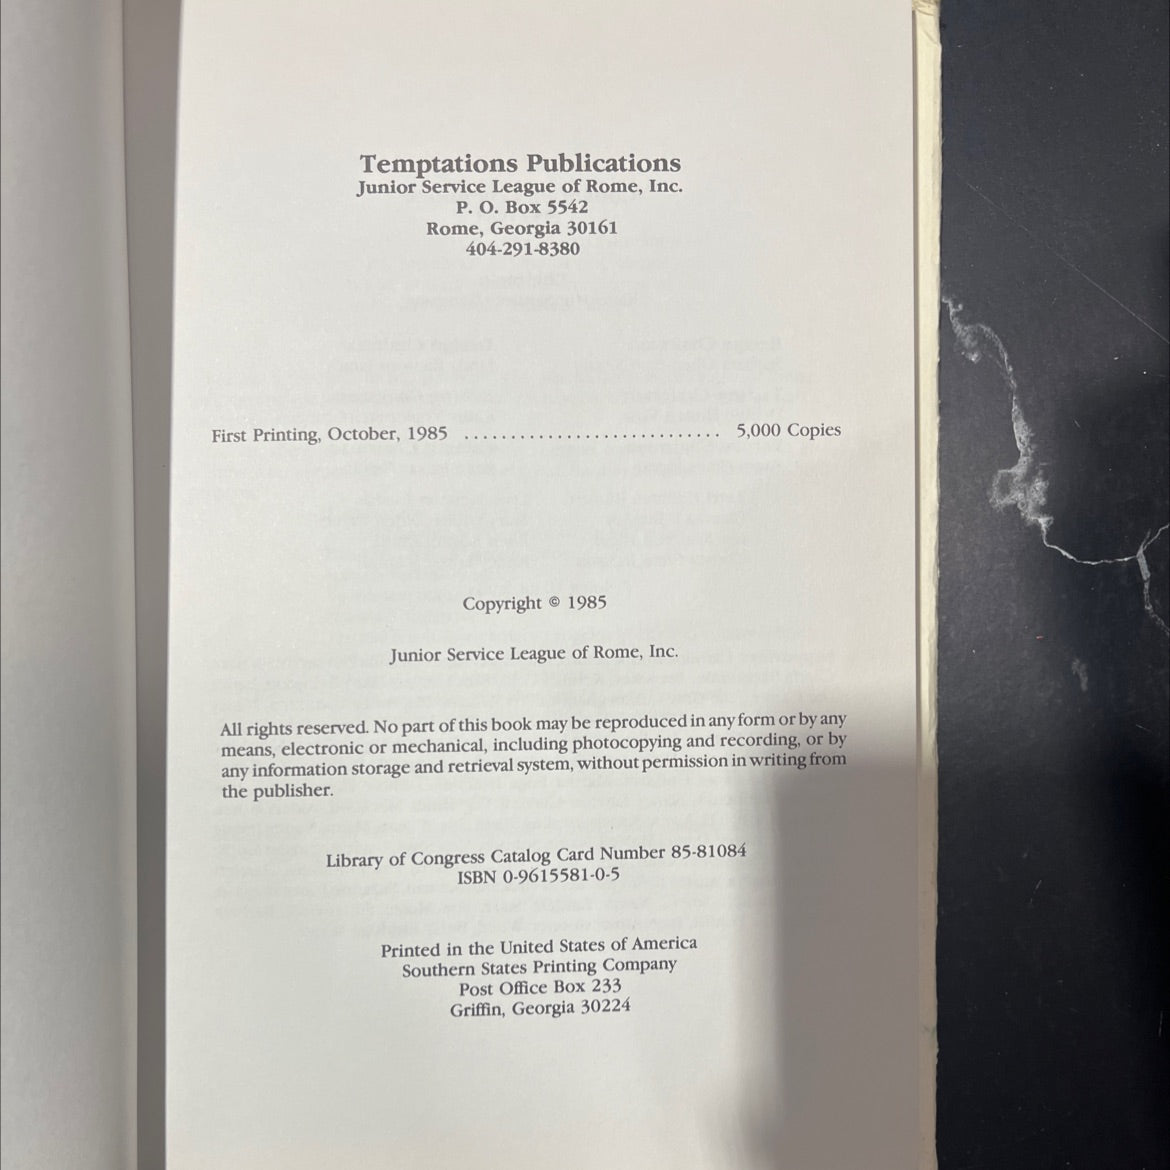 Temptations Publications
Junior Service League of Rome, Inc.
P. O. Box 5542
Rome, Georgia 30161
404-291-8380
First Printing, October, 1985 ............................ 5,000 Copies
Copyright © 1985
Junior Service League of Rome, Inc.
All rights reserved. No part of this book may be reproduced in any form or by any
means, electronic or mechanical, including photocopying and recording, or by
any information storage and retrieval system, without permission in writing from
the publisher.
Library of Congress Catalog Card Number 85-81084
ISBN 0-9615581-0-5
Printed in the United States of America
Southern States Printing Company
Post Office Box 233
Griffin, Georgia 30224